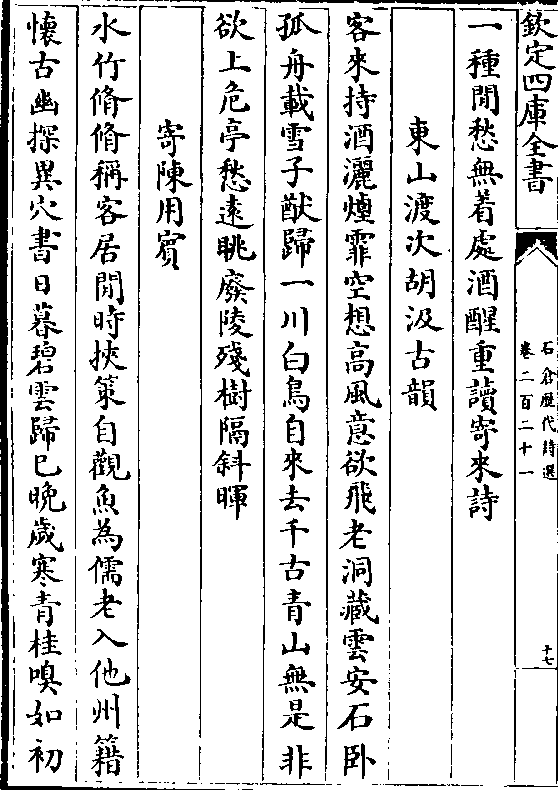 欽定四庫全書
石倉歷代詩選
卷二百二十一
十七
一種閒愁無着處酒醒重讀寄來詩
東山渡次胡汲古韻
客來持酒灑煙霏空想高風意欲飛老洞藏雲安石卧
孤舟載雪子猷歸一川白鳥自來去千古青山無是非
欲上危亭愁遠眺廢陵殘樹隔斜暉
寄陳用賓
水竹翛翛稱客居閒時挾策自觀魚為儒老入他州籍
懷古幽探異穴書日暮碧雲歸已晚歲寒青桂嗅如初